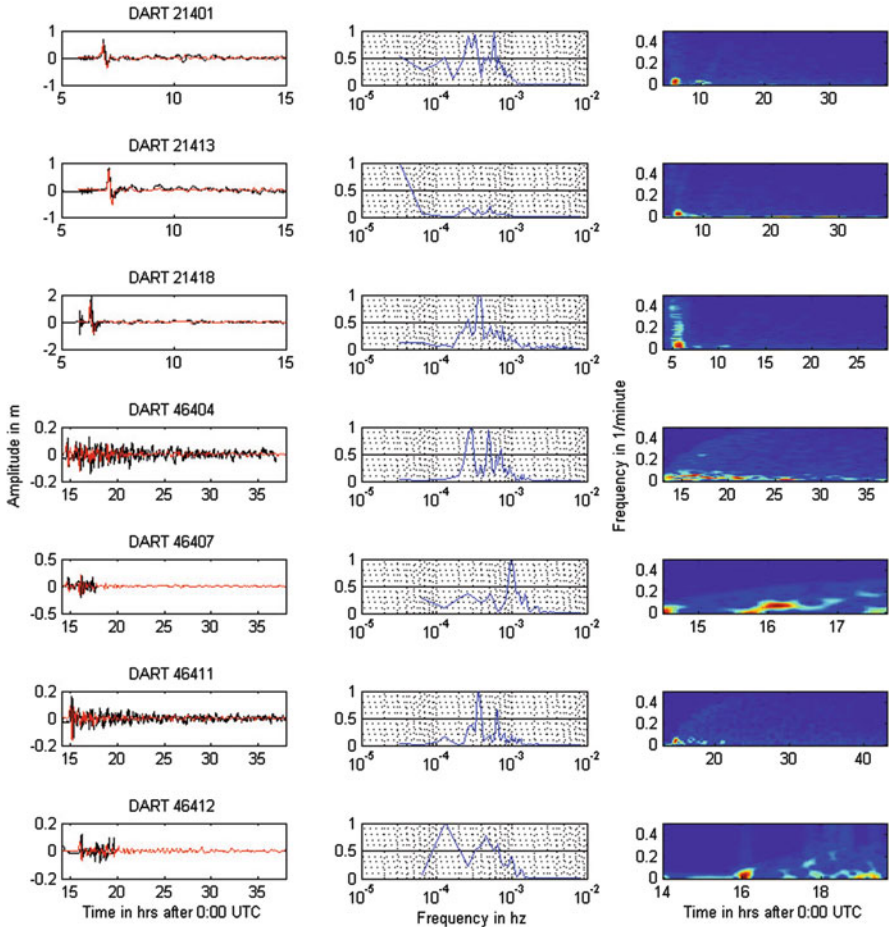 DART 21401
1
0
-1
5 10 15
1
0.5
0
10-5 10-4 10-3 10-2
0.4
0.2
0
10 20 30
DART 21413
1
0
-1
5 10 15
1
0.5
0
10-5 10-4 10-3 10-2
0.4
0.2
0
10 20 30
DART 21418
2
0
-2
5 10 15
1
0.5
0
10-5 10-4 10-3 10-2
0.4
0.2
0
5 10 15 20 25
Amplitude in m
DART 46404
0.2
0
-0.2
15 20 25 30 35
1
0.5
0
10-5 10-4 10-3 10-2
Frequency in 1/minute
0.4
0.2
0
15 20 25 30 35
DART 46407
0.5
0
-0.5
15 20 25 30 35
1
0.5
0
10-5 10-4 10-3 10-2
0.4
0.2
0
15 16 17
DART 46411
0.2
0
-0.2
15 20 25 30 35
1
0.5
0
10-5 10-4 10-3 10-2
0.4
0.2
0
20 30 40
DART 46412
0.2
0
-0.2
15 20 25 30 35
Time in hrs after 0:00 UTC
1
0.5
0
10-5 10-4 10-3 10-2
Frequency in hz
0.4
0.2
0
14 16 18
Time in hrs after 0:00 UTC